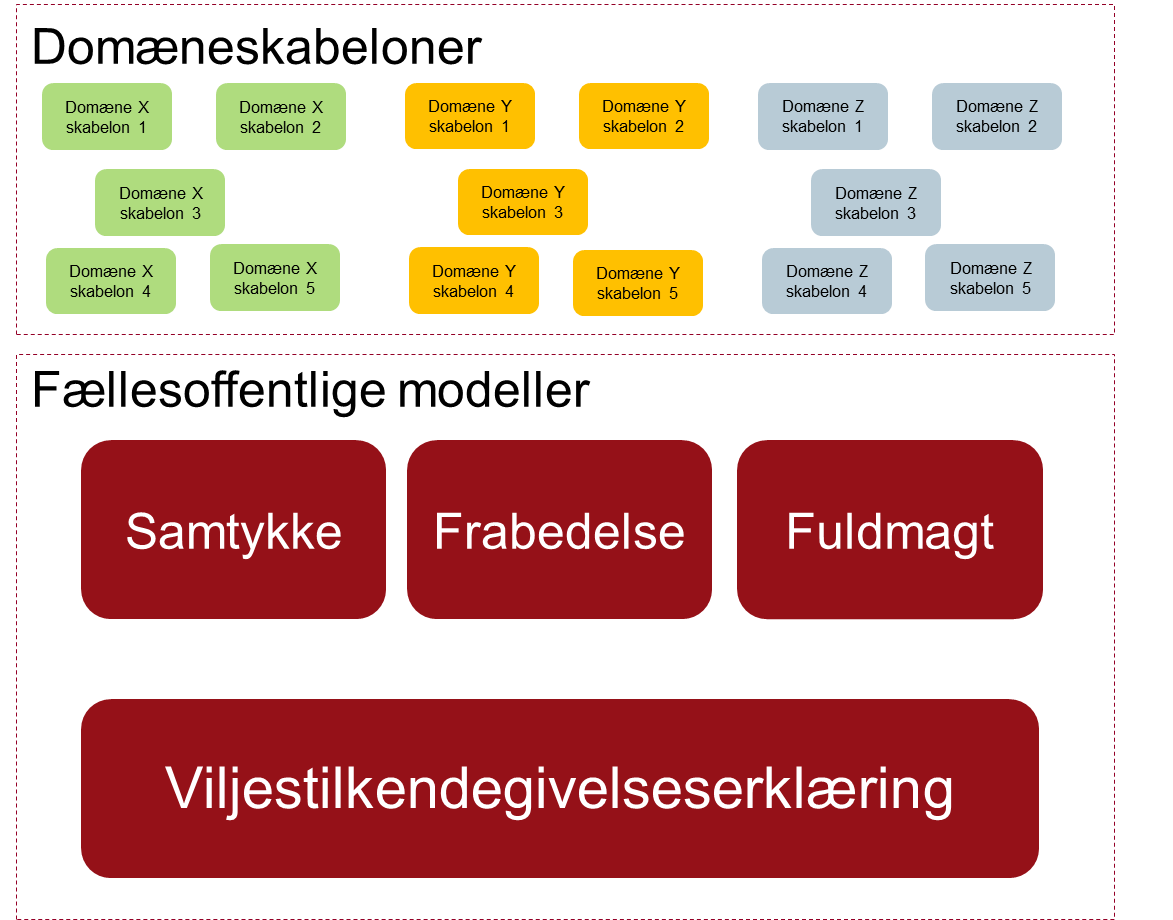 Domæneskabeloner
Domæne X
skabelon 1
Domæne X
skabelon 2
Domæne Y
skabelon 1
Domæne Y
skabelon 2
Domæne Z
skabelon 1
Domæne Z
skabelon 2
Domæne X
skabelon 3
Domæne Y
skabelon 3
Domæne Z
skabelon 3
Domæne X
skabelon 4
Domæne X
skabelon 5
Domæne Y
skabelon 4
Domæne Y
skabelon 5
Domæne Z
skabelon 4
Domæne Z
skabelon 5
Fællesoffentlige modeller
Samtykke
Frabedelse
Fuldmagt
Viljestilkendegivelseserklæring